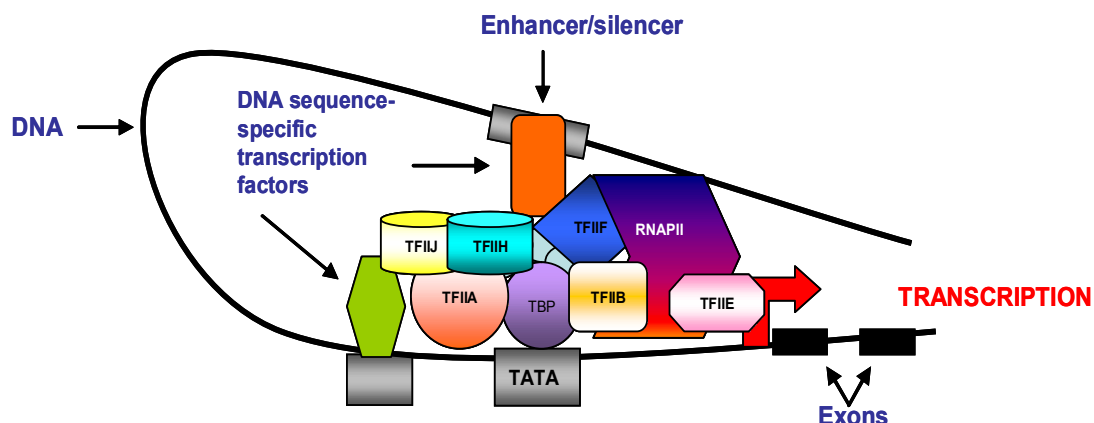 Enhancer/silencer
DNA
DNA sequence-
specific
transcription
factors
TFIIF
RNAPII
TFIIJ
TFIIH
TFIIA
TBP
TFIIB
TFIIE
TRANSCRIPTION
TATA
Exons